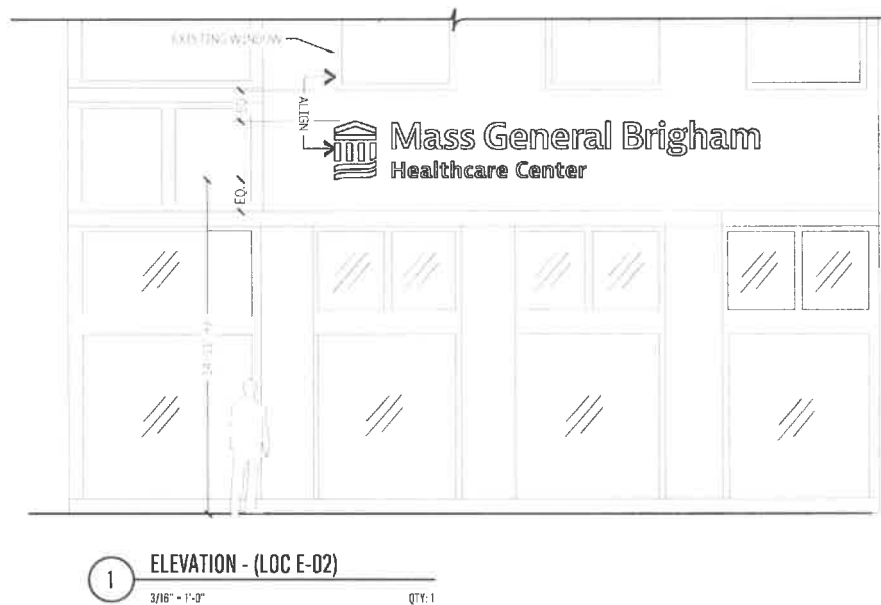 EXISTING WINDOW
ALIGN
EQ.
Mass General Brigham
Healthcare Center
EQ.
1
ELEVATION - (LOC E-02)
3/16" = 1'-0"
QTY: 1